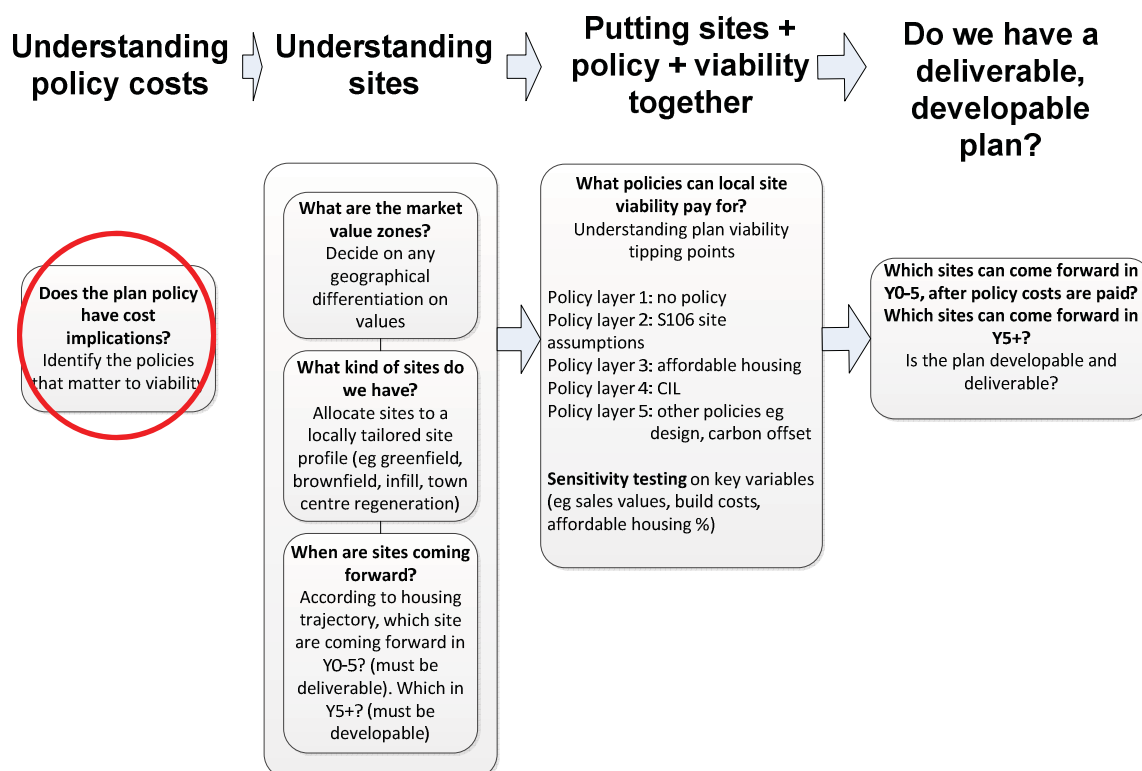 Understanding
policy costs
Understanding
sites
Putting sites +
policy + viability
together
Do we have a
deliverable,
developable
plan?
Does the plan policy
have cost
implications?
Identify the policies
that matter to viability
What are the market
value zones?
Decide on any
geographical
differentiation on
values
What kind of sites do
we have?
Allocate sites to a
locally tailored site
profile (eg greenfield,
brownfield, infill, town
centre regeneration)
When are sites coming
forward?
According to housing
trajectory, which site
are coming forward in
Y0-5? (must be
deliverable). Which in
Y5+? (must be
developable)
What policies can local site
viability pay for?
Understanding plan viability
tipping points
Policy layer 1: no policy
Policy layer 2: S106 site
assumptions
Policy layer 3: affordable housing
Policy layer 4: CIL
Policy layer 5: other policies eg
design, carbon offset
Sensitivity testing on key variables
(eg sales values, build costs,
affordable housing %)
Which sites can come forward in
Y0-5, after policy costs are paid?
Which sites can come forward in
Y5+?
Is the plan developable and
deliverable?